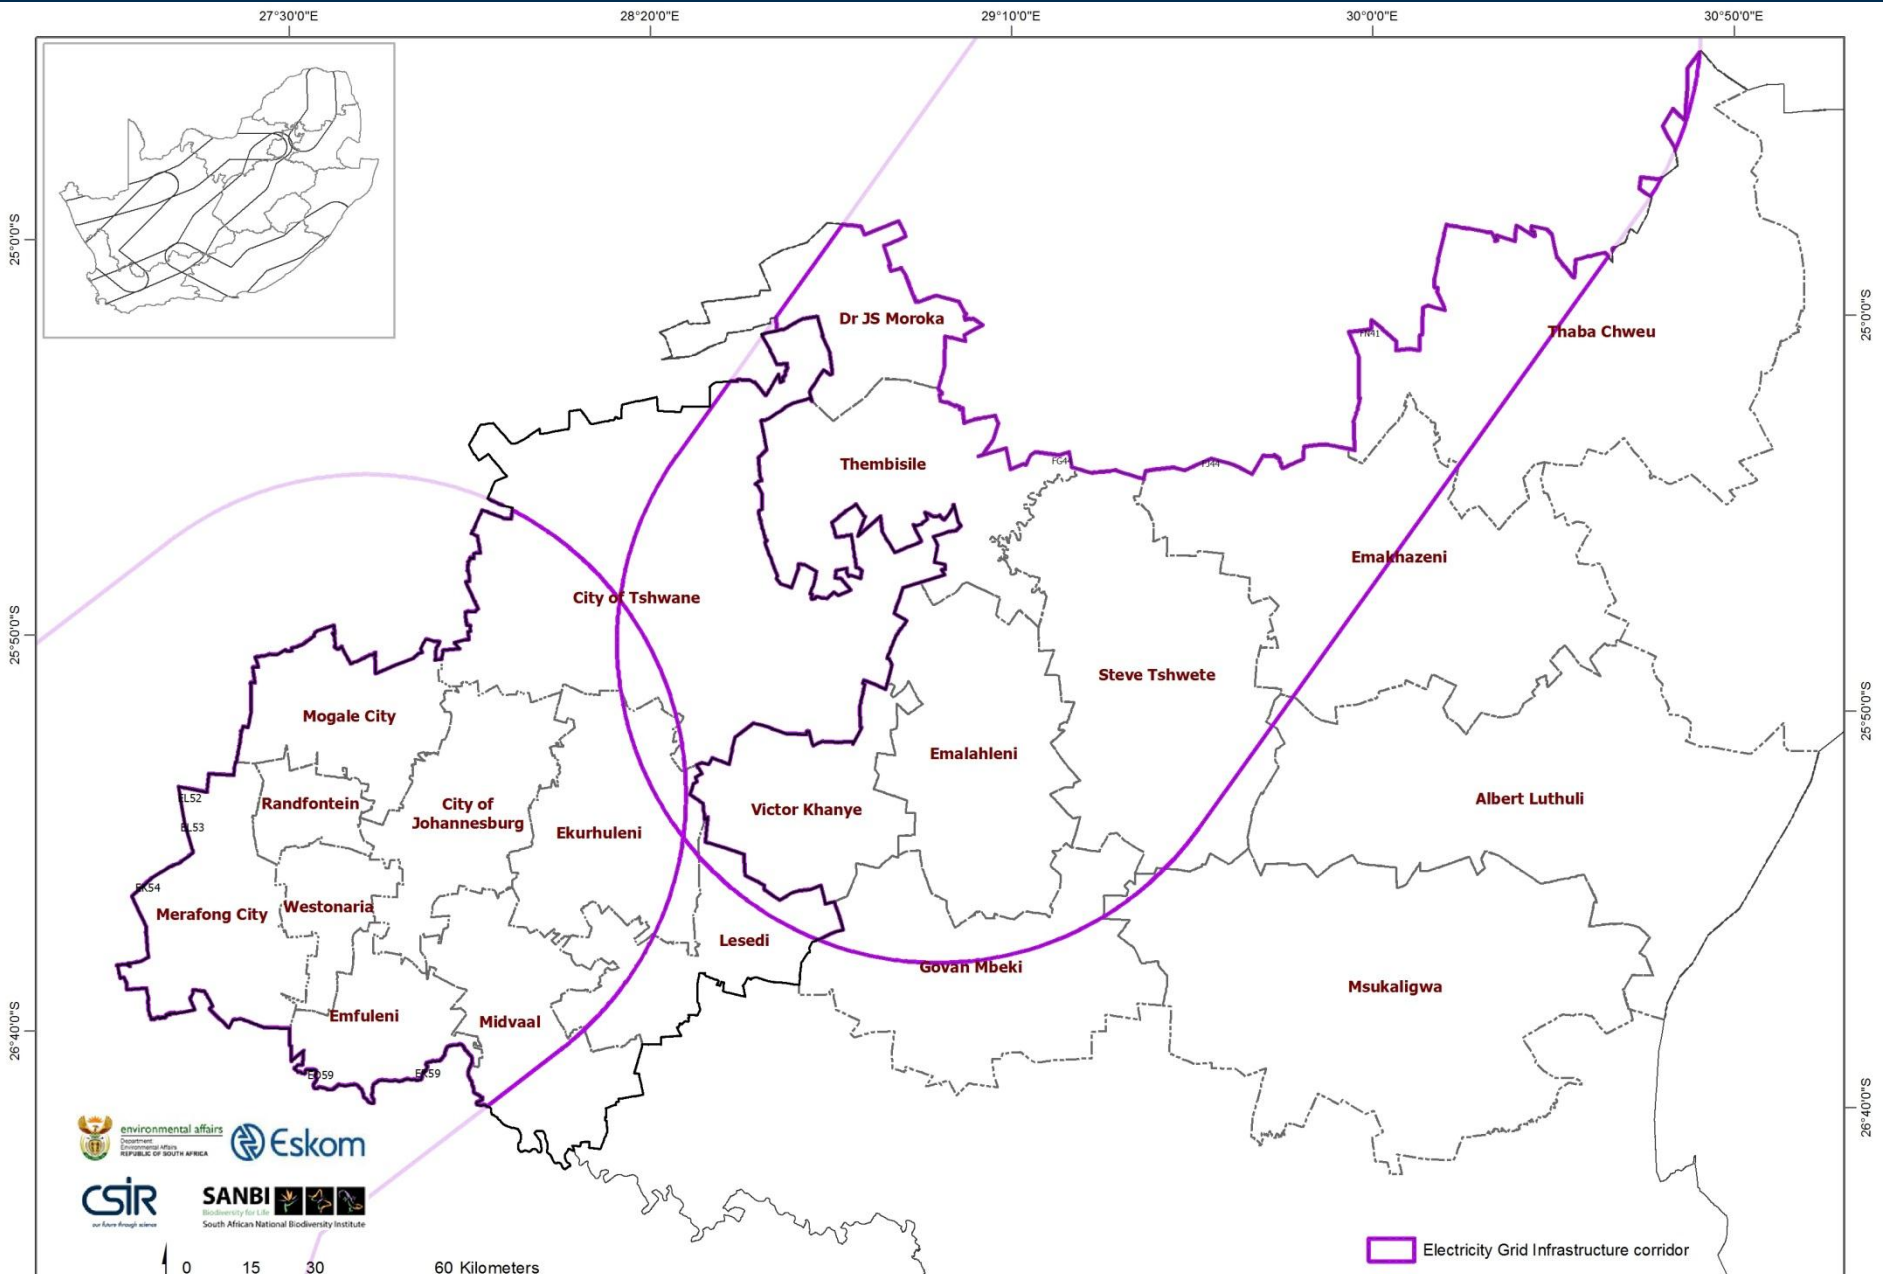 27°30'0"E
28°20'0"E
29°10'0"E
30°0'0"E
30°50'0"E
25°0'0"S
25°0'0"S
Dr JS Moroka
Thaba Chweu
FN41
Thembisile
FG44
FJ44
Emakhazeni
City of Tshwane
25°50'0"S
25°50'0"S
Steve Tshwete
Mogale City
Emalahleni
EL52
Randfontein
City of
Johannesburg
Victor Khanye
Albert Luthuli
EL53
Ekurhuleni
EK54
Merafong City
Westonaria
Lesedi
Govan Mbeki
Msukaligwa
Emfuleni
Midvaal
26°40'0"S
26°40'0"S
EO59
environmental affairs
Department:
Environmental Affairs
REPUBLIC OF SOUTH AFRICA
Eskom
CSIR
our future through science
SANBI
Biodiversity for Life
South African National Biodiversity Institute
Electricity Grid Infrastructure corridor
0 15 30 60 Kilometers